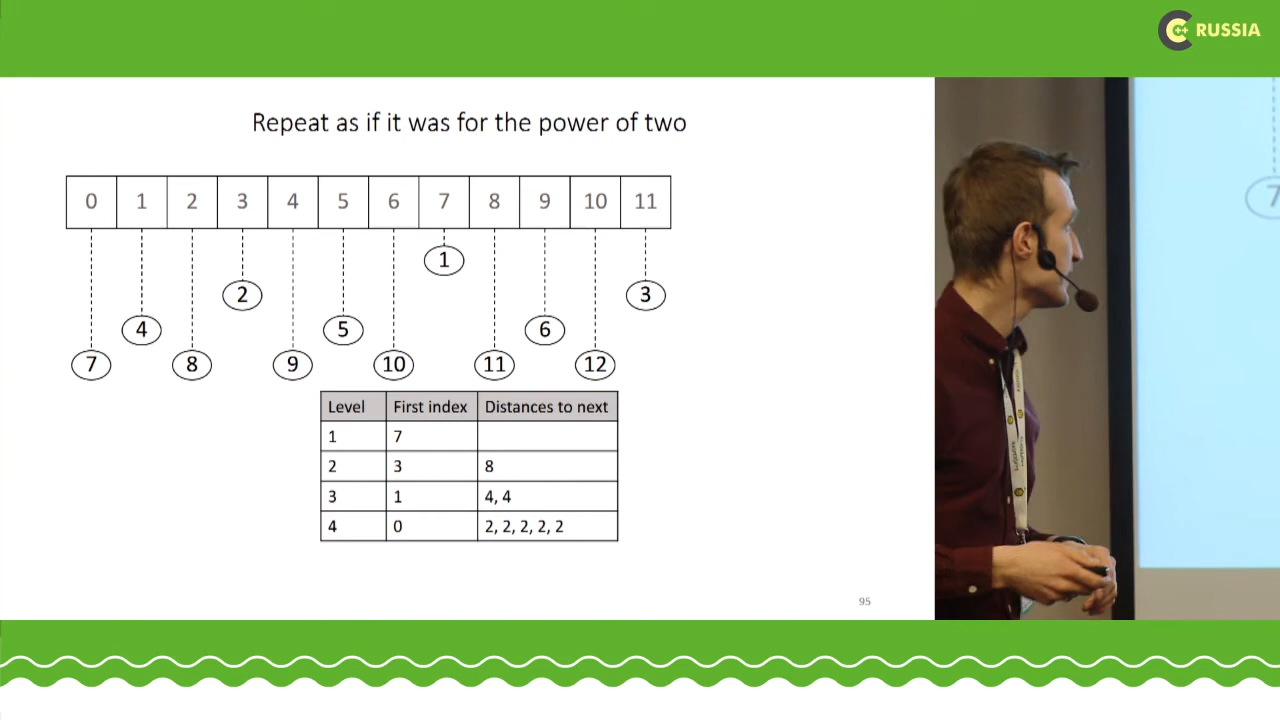 C++ RUSSIA
Repeat as if it was for the power of two
0 1 2 3 4 5 6 7 8 9 10 11
1
2 3
4 5 6
7 8 9 10 11 12
Level First index Distances to next
1 7
2 3 8
3 1 4, 4
4 0 2, 2, 2, 2, 2
95
7